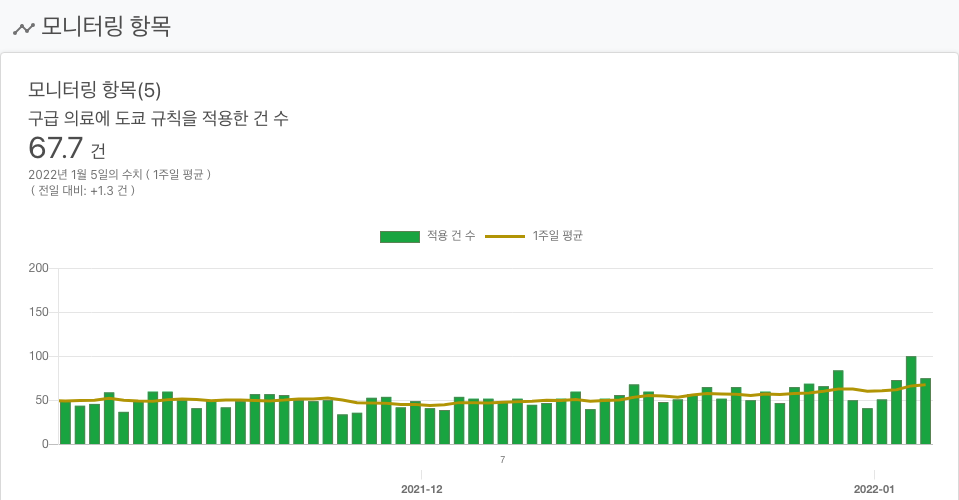 모니터링 항목
모니터링 항목(5)
구급 의료에 도쿄 규칙을 적용한 건 수
67.7 건
2022년 1월 5일의 수치 ( 1주일 평균 )
( 전일 대비: +1.3 건 )
적용 건 수 1주일 평균
200
150
100
50
0
7
2021-12 2022-01